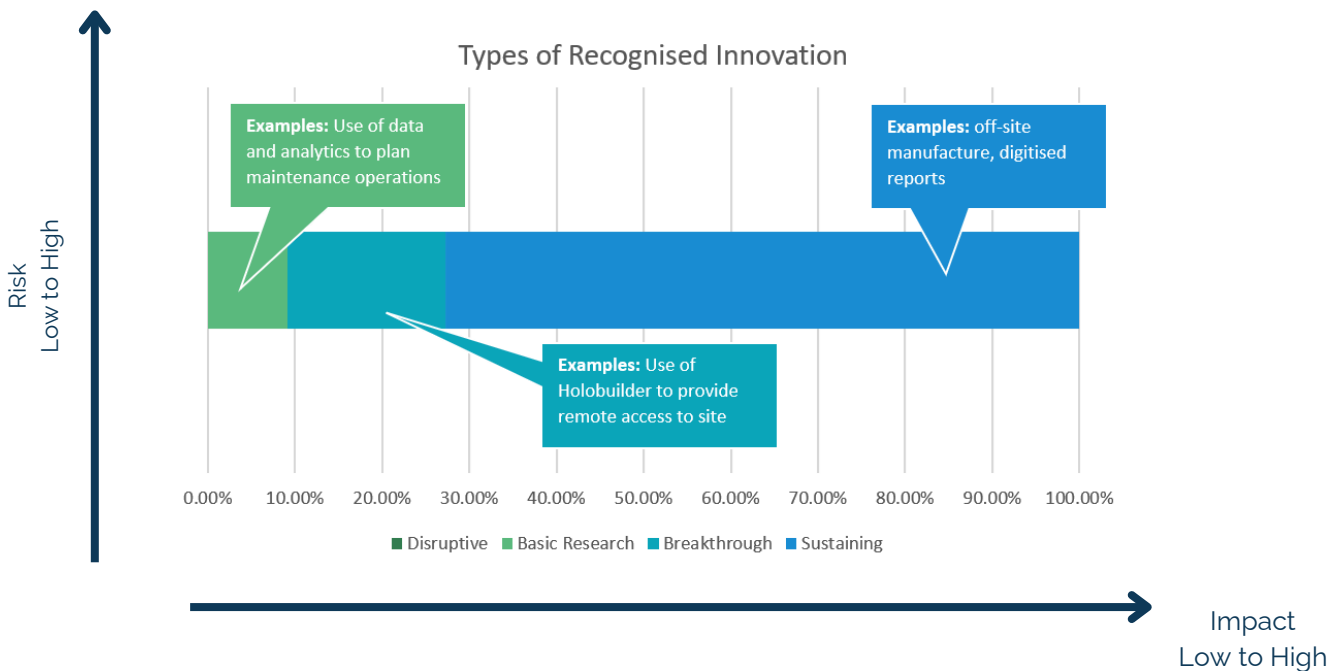 Types of Recognised Innovation
Examples: Use of data
and analytics to plan
maintenance operations
Examples: off-site
manufacture, digitised
reports
Risk
Low to High
Examples: Use of
Holobuilder to provide
remote access to site
0.00% 10.00% 20.00% 30.00% 40.00% 50.00% 60.00% 70.00% 80.00% 90.00% 100.00%
Disruptive Basic Research Breakthrough Sustaining
Impact
Low to High